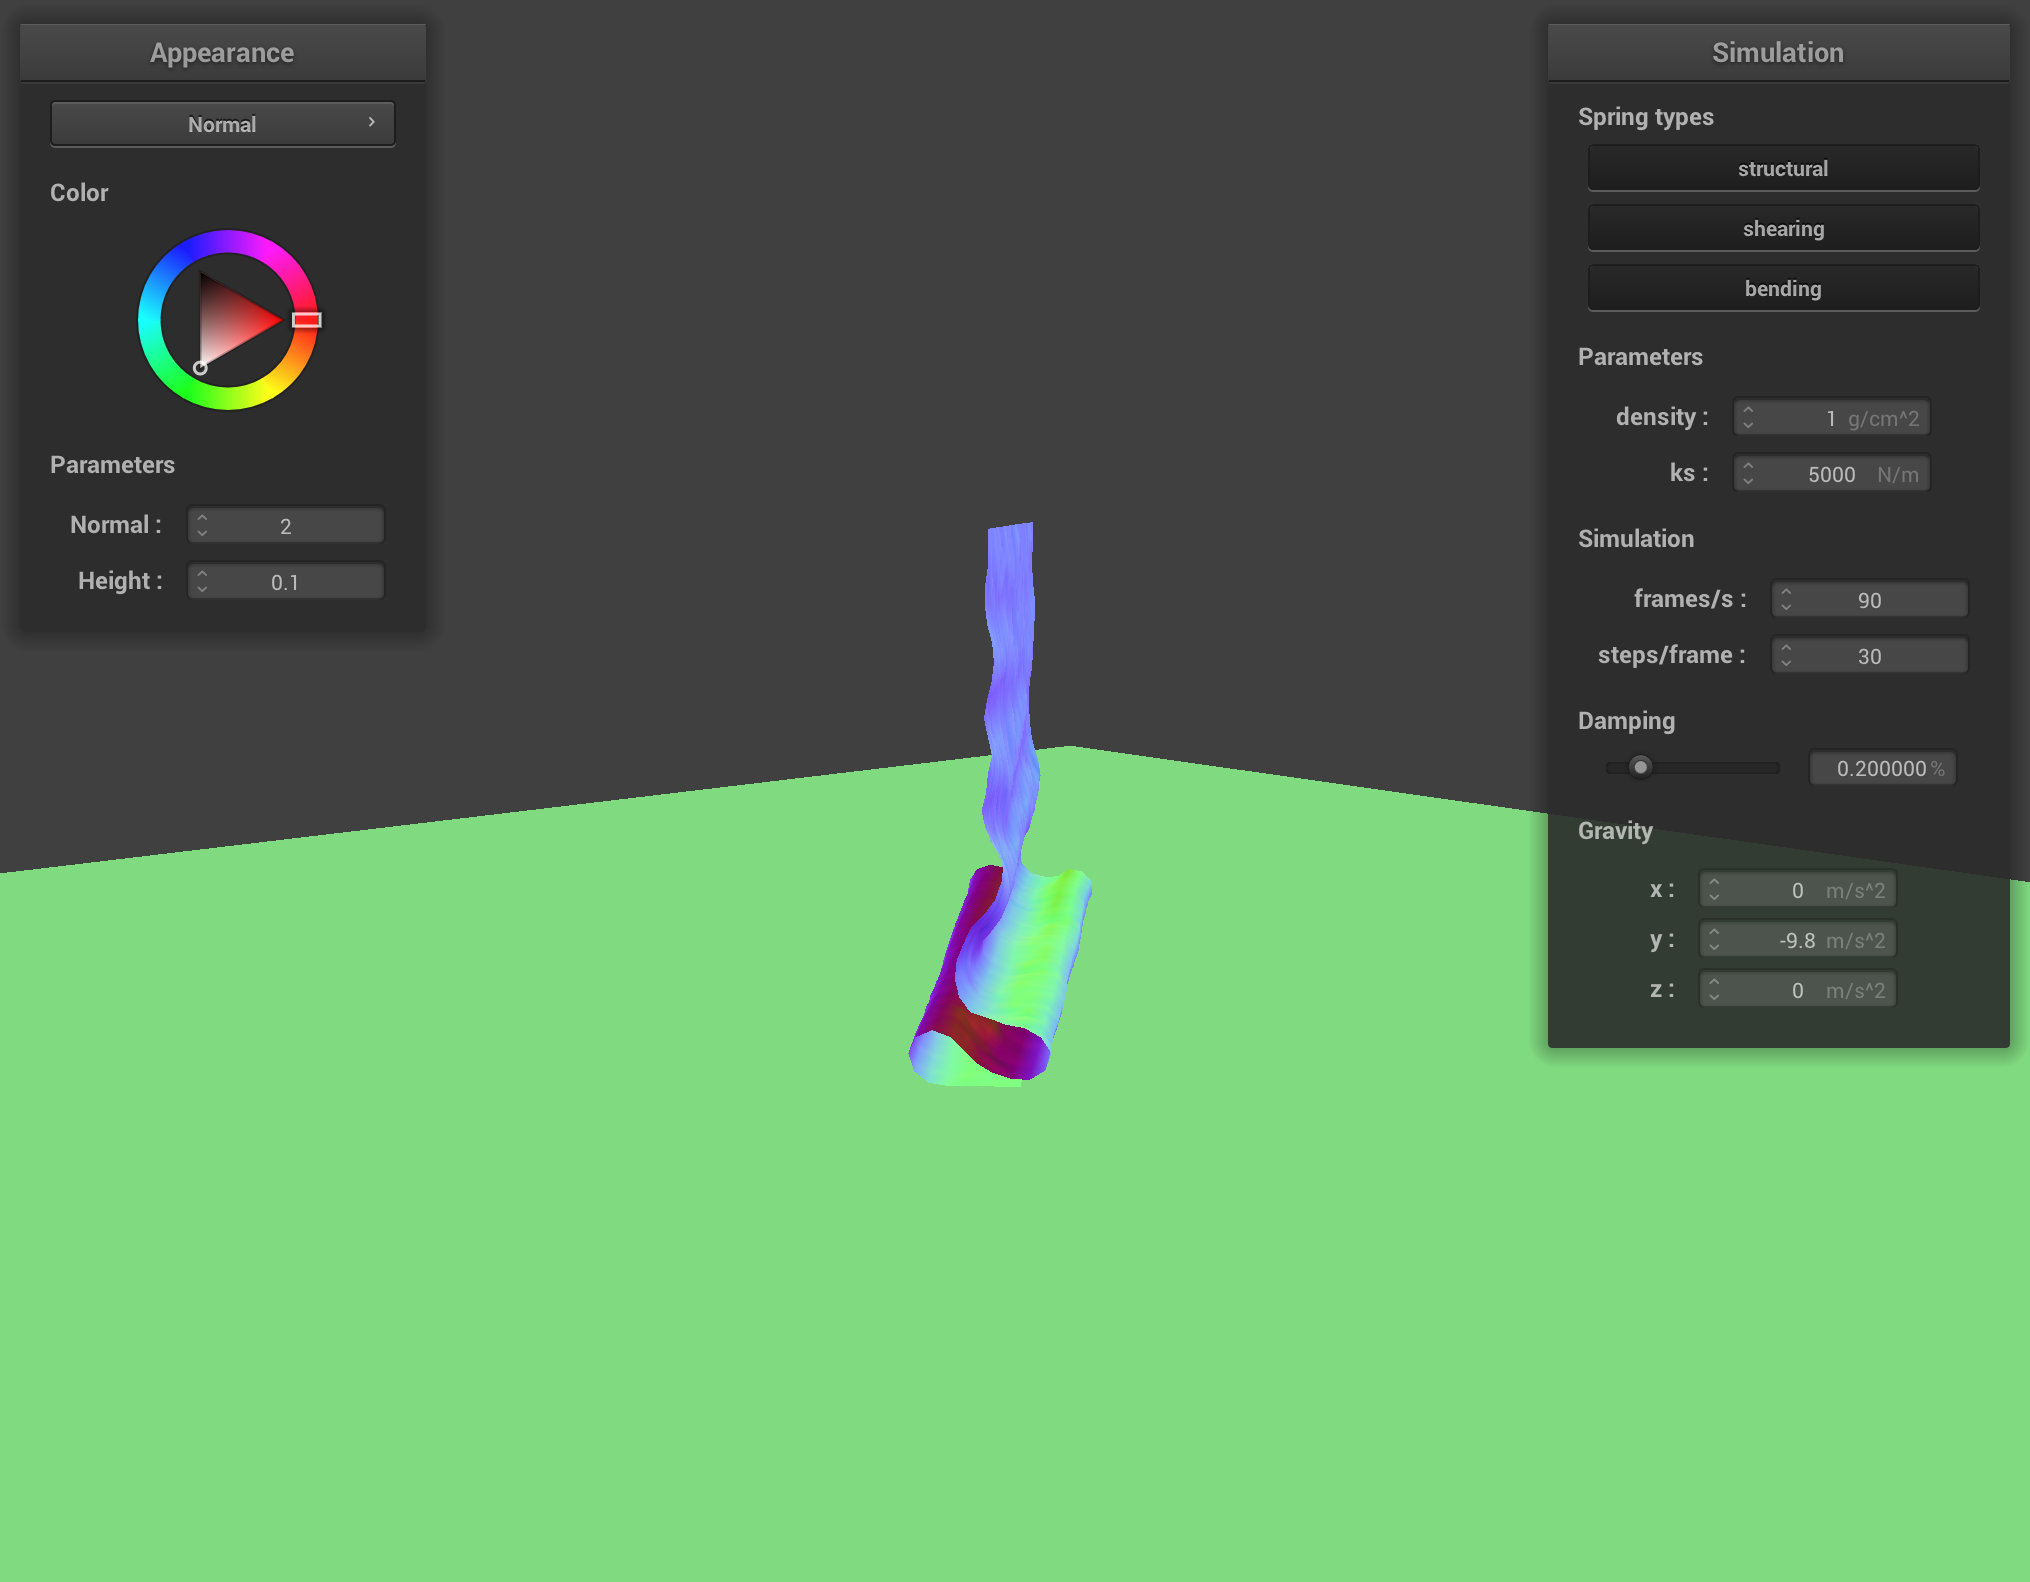 Appearance
Normal
Color
Parameters
Normal : 2
Height : 0.1
Simulation
Spring types
structural
shearing
bending
Parameters
density : 1 g/cm^2
ks : 5000 N/m
Simulation
frames/s : 90
steps/frame : 30
Damping
0.200000 %
Gravity
x : 0 m/s^2
y : -9.8 m/s^2
z : 0 m/s^2